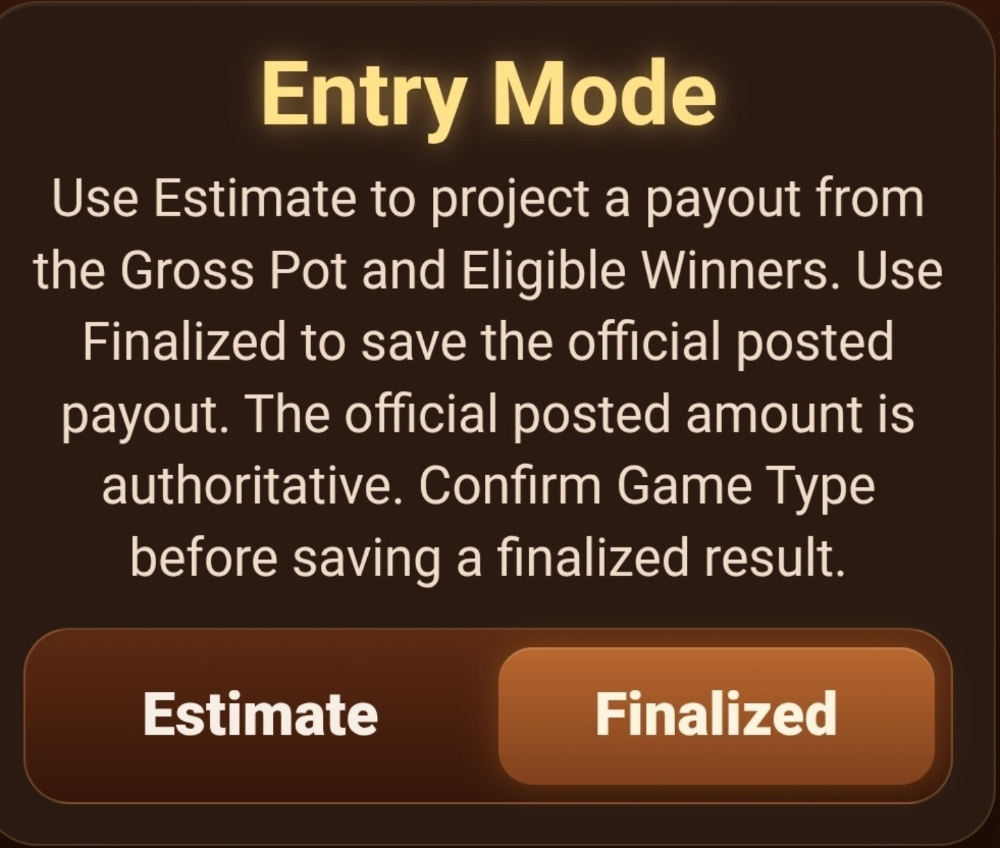 Entry Mode
Use Estimate to project a payout from
the Gross Pot and Eligible Winners. Use
Finalized to save the official posted
payout. The official posted amount is
authoritative. Confirm Game Type
before saving a finalized result.
Estimate
Finalized